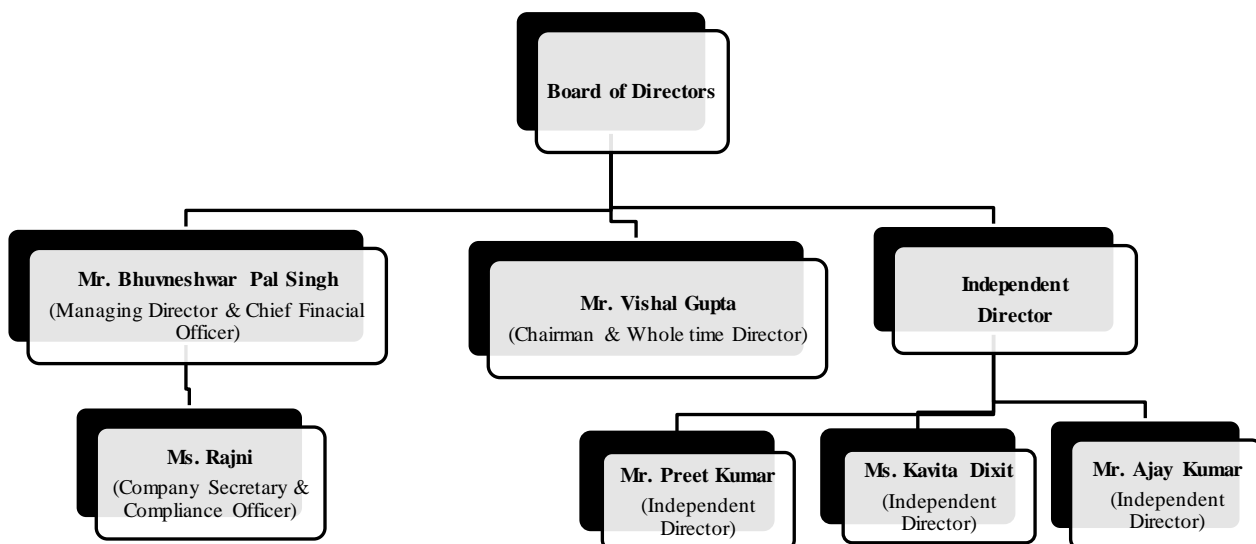 Board of Directors
Mr. Bhuvneshwar Pal Singh
(Managing Director & Chief Finacial
Officer)
Mr. Vishal Gupta
(Chairman & Whole time Director)
Independent
Director
Ms. Rajni
(Company Secretary &
Compliance Officer)
Mr. Preet Kumar
(Independent
Director)
Ms. Kavita Dixit
(Independent
Director)
Mr. Ajay Kumar
(Independent
Director)